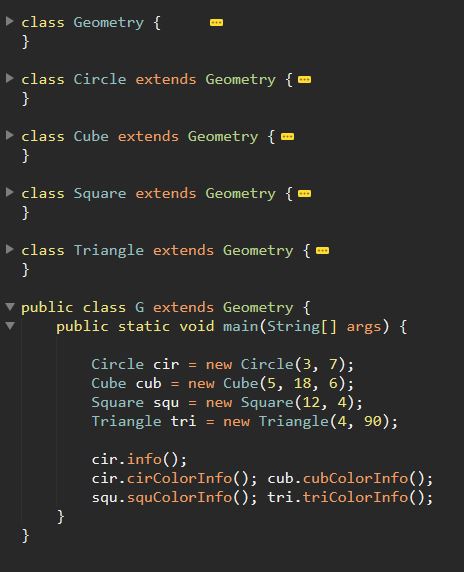 class Geometry {
}
class Circle extends Geometry {
}
class Cube extends Geometry {
}
class Square extends Geometry {
}
class Triangle extends Geometry {
}
public class G extends Geometry {
public static void main(String[] args) {
Circle cir = new Circle(3, 7);
Cube cub = new Cube(5, 18, 6);
Square squ = new Square(12, 4);
Triangle tri = new Triangle(4, 90);
cir.info();
cir.cirColorInfo(); cub.cubColorInfo();
squ.squColorInfo(); tri.triColorInfo();
}
}